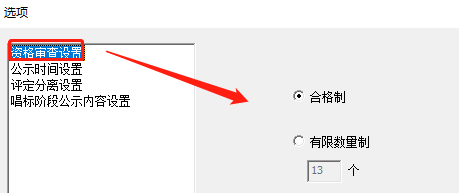 选项
资格审查设置
公示时间设置
评定分离设置
唱标阶段公示内容设置
合格制
有限数量制
13 个